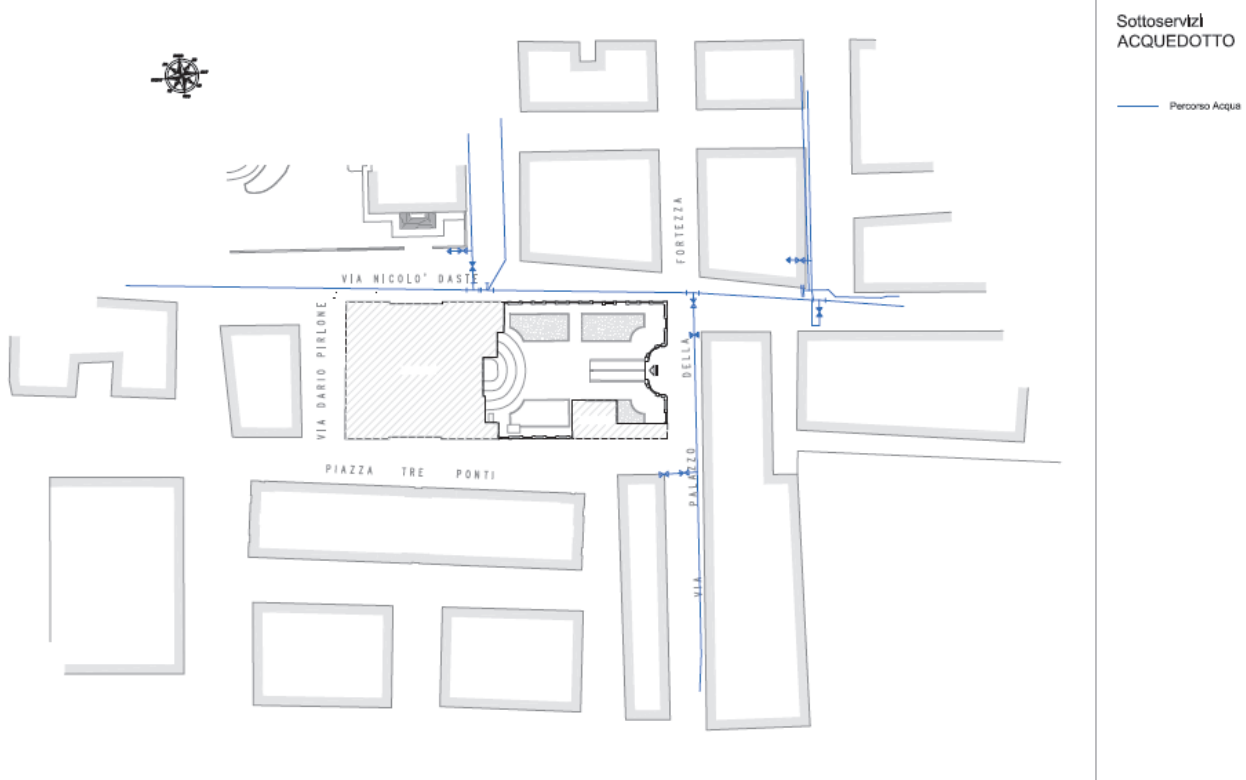 Sottoservizi
ACQUEDOTTO
Percorso Acqua
VIA NICOLO' DASTE
VIA DARIO PIRLONE
PIAZZA TRE PONTI
VIA PALAZZO DELLA FORTEZZA